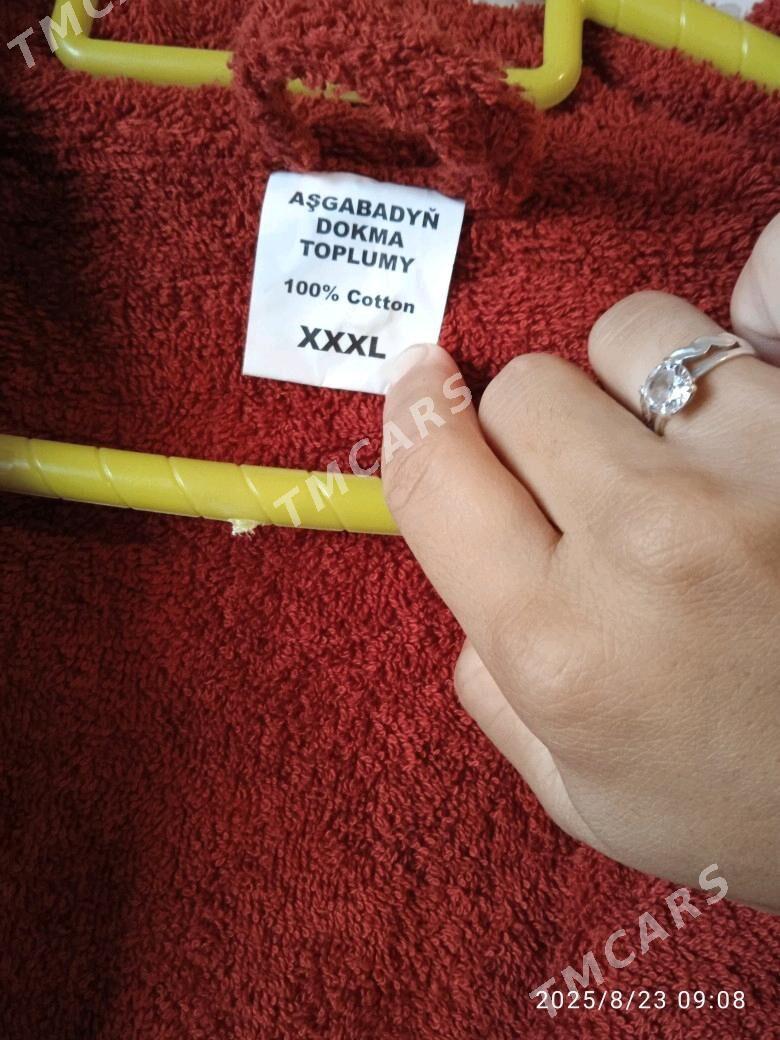 TMCARS
AŞGABADYŇ
DOKMA
TOPLUMY
100% Cotton
XXXL
TMCARS
TMCARS
2025/8/23 09:08